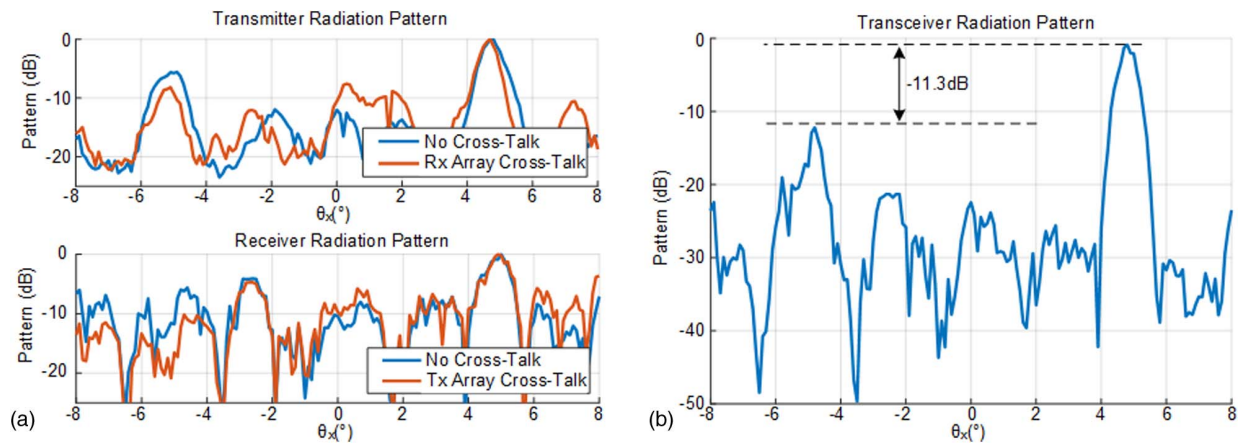 Transmitter Radiation Pattern
Pattern (dB)
0
-10
-20
No Cross-Talk
Rx Array Cross-Talk
-8 -6 -4 -2 0 2 4 6 8
θx(°)
Receiver Radiation Pattern
Pattern (dB)
0
-10
-20
No Cross-Talk
Tx Array Cross-Talk
(a)
-8 -6 -4 -2 0 2 4 6 8
θx(°)
Transceiver Radiation Pattern
Pattern (dB)
0
-10
-20
-30
-40
-50
-11.3dB
(b)
-8 -6 -4 -2 0 2 4 6 8
θx(°)